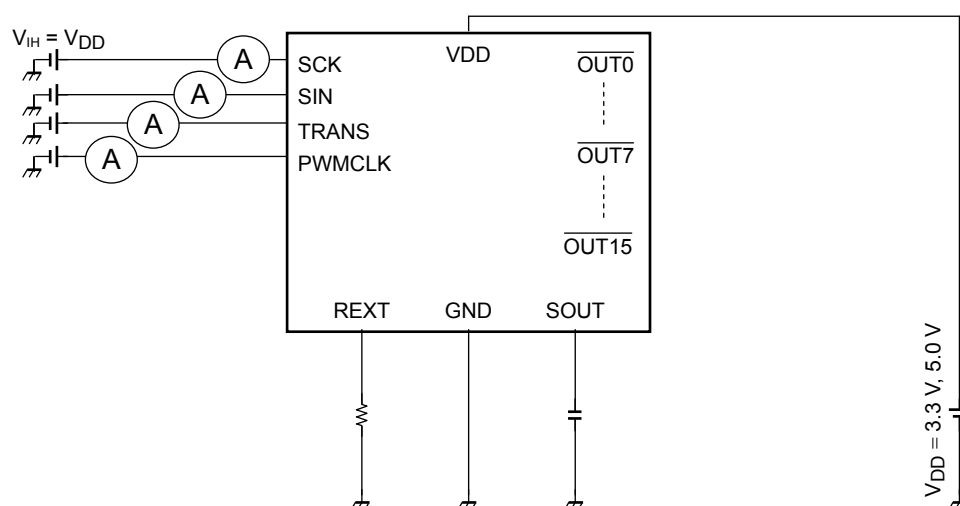 V_IH = V_DD
A
SCK
VDD
OUT0
A
SIN
A
TRANS
A
PWMCLK
OUT7
OUT15
REXT
GND
SOUT
V_DD = 3.3 V, 5.0 V